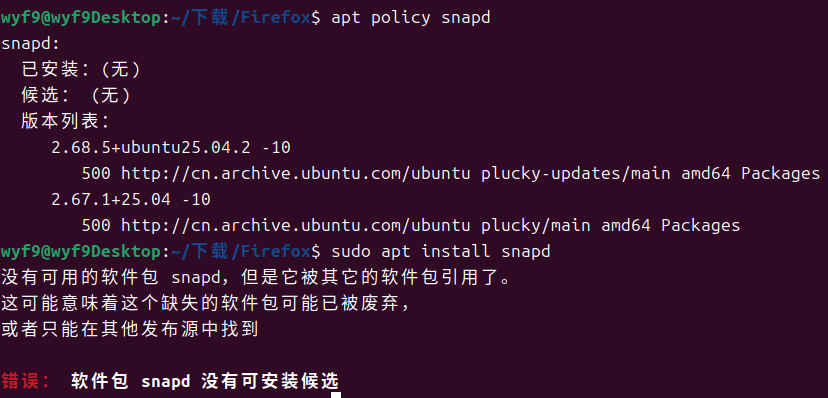 wyf9@wyf9Desktop:~/下载/Firefox$ apt policy snapd
snapd:
  已安装：(无)
  候选： (无)
  版本列表：
     2.68.5+ubuntu25.04.2 -10
        500 http://cn.archive.ubuntu.com/ubuntu plucky-updates/main amd64 Packages
     2.67.1+25.04 -10
        500 http://cn.archive.ubuntu.com/ubuntu plucky/main amd64 Packages
wyf9@wyf9Desktop:~/下载/Firefox$ sudo apt install snapd
没有可用的软件包 snapd，但是它被其它的软件包引用了。
这可能意味着这个缺失的软件包可能已被废弃，
或者只能在其他发布源中找到
错误： 软件包 snapd 没有可安装候选